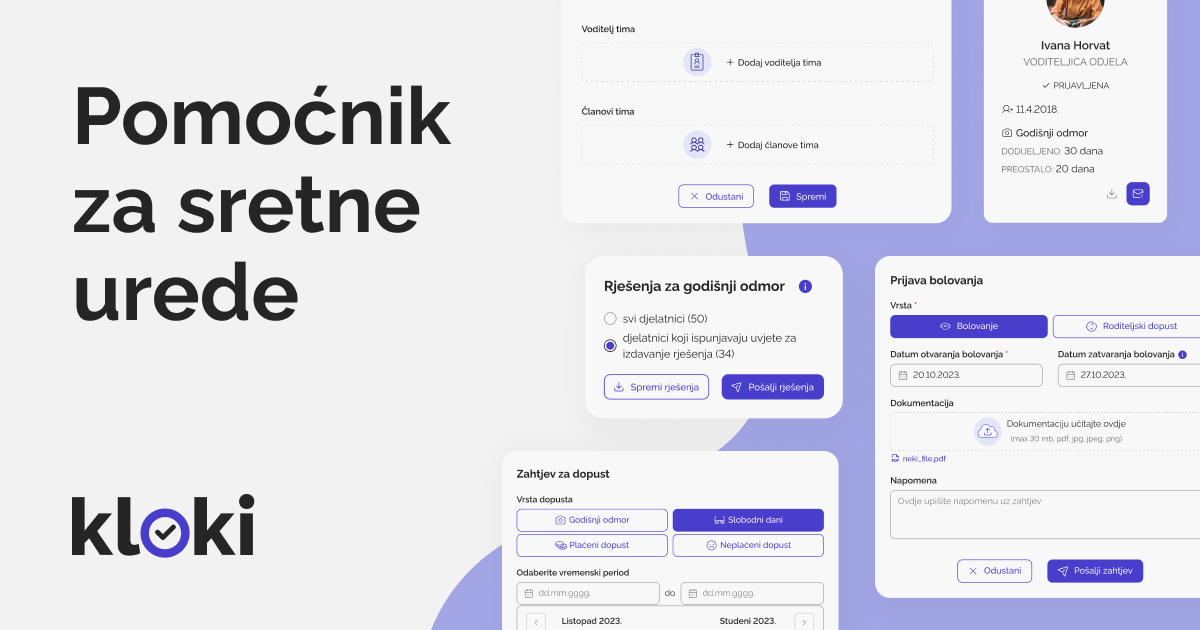 Pomoćnik
za sretne
urede
kloki
Voditelj tima
+ Dodaj voditelja tima
Članovi tima
+ Dodaj članove tima
Odustani
Spremi
Ivana Horvat
VODITELJICA ODJELA
PRIJAVLJENA
11.4.2018.
Godišnji odmor
DODIJELJENO: 30 dana
PREOSTALO: 20 dana
Rješenja za godišnji odmor
svi djelatnici (50)
djelatnici koji ispunjavaju uvjete za
izdavanje rješenja (34)
Spremi rješenja
Pošalji rješenja
Prijava bolovanja
Vrsta *
Bolovanje
Roditeljski dopust
Datum otvaranja bolovanja *
Datum zatvaranja bolovanja
20.10.2023.
27.10.2023.
Dokumentacija
Dokumentaciju učitajte ovdje
(max 30 mb, pdf, jpg, jpeg, png)
neki_file.pdf
Napomena
Ovdje upišite napomenu uz zahtjev
Odustani
Pošalji zahtjev
Zahtjev za dopust
Vrsta dopusta
Godišnji odmor
Slobodni dani
Plaćeni dopust
Neplaćeni dopust
Odaberite vremenski period
dd.mm.gggg. do dd.mm.gggg.
Listopad 2023.
Studeni 2023.